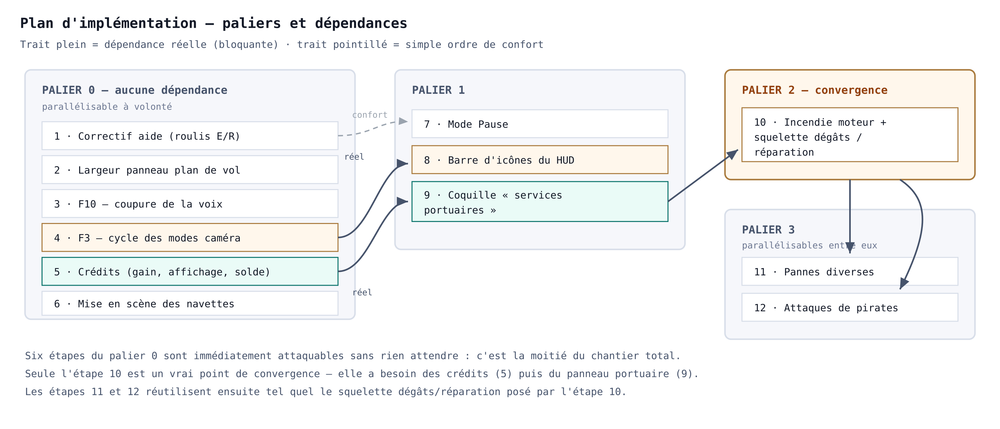 Plan d'implémentation — paliers et dépendances
Trait plein = dépendance réelle (bloquante) · trait pointillé = simple ordre de confort
PALIER 0 — aucune dépendance
parallélisable à volonté
1 · Correctif aide (roulis E/R)
2 · Largeur panneau plan de vol
3 · F10 — coupure de la voix
4 · F3 — cycle des modes caméra
5 · Crédits (gain, affichage, solde)
6 · Mise en scène des navettes
confort
réel
réel
PALIER 1
7 · Mode Pause
8 · Barre d'icônes du HUD
9 · Coquille « services
portuaires »
PALIER 2 — convergence
10 · Incendie moteur +
squelette dégâts /
réparation
PALIER 3
parallélisables entre eux
11 · Pannes diverses
12 · Attaques de pirates
Six étapes du palier 0 sont immédiatement attaquables sans rien attendre : c'est la moitié du chantier total.
Seule l'étape 10 est un vrai point de convergence — elle a besoin des crédits (5) puis du panneau portuaire (9).
Les étapes 11 et 12 réutilisent ensuite tel quel le squelette dégâts/réparation posé par l'étape 10.